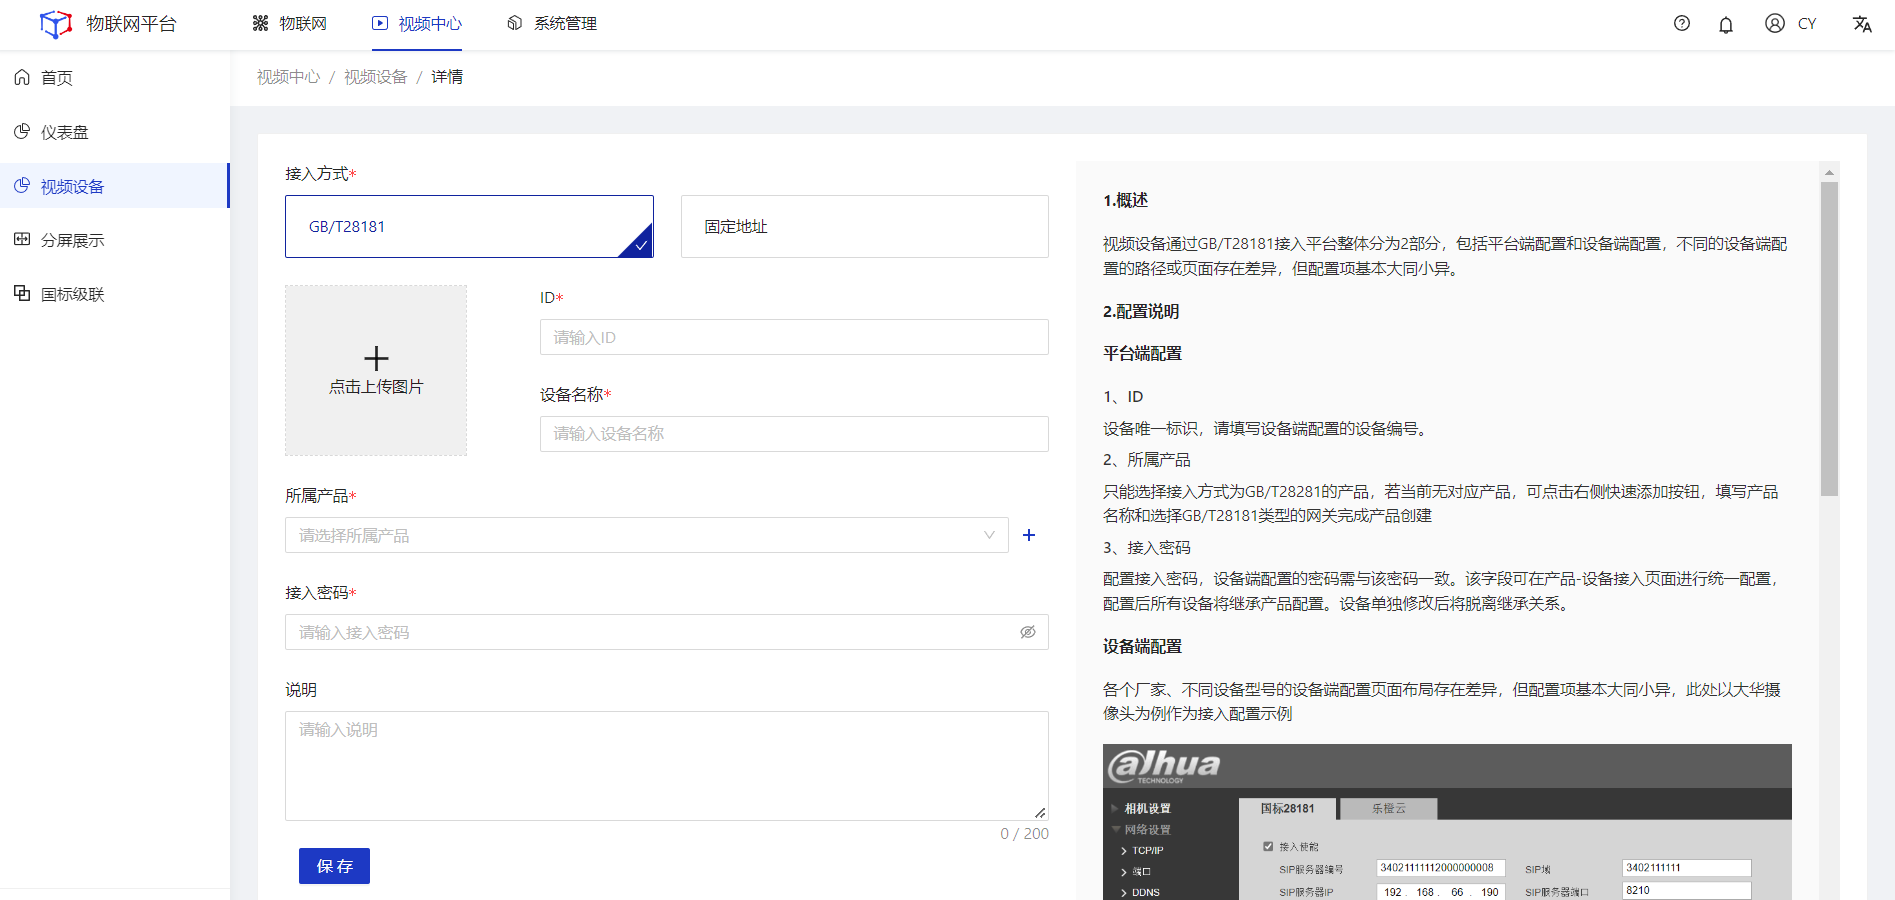 物联网平台
物联网
视频中心
系统管理
CY
首页
仪表盘
视频设备
分屏展示
国标级联
视频中心 / 视频设备 / 详情
接入方式*
GB/T28181
固定地址
点击上传图片
ID*
请输入ID
设备名称*
请输入设备名称
所属产品*
请选择所属产品
接入密码*
请输入接入密码
说明
请输入说明
0 / 200
保存
1.概述
视频设备通过GB/T28181接入平台整体分为2部分，包括平台端配置和设备端配置，不同的设备端配
置的路径或页面存在差异，但配置项基本大同小异。
2.配置说明
平台端配置
1、ID
设备唯一标识，请填写设备端配置的设备编号。
2、所属产品
只能选择接入方式为GB/T28281的产品，若当前无对应产品，可点击右侧快速添加按钮，填写产品
名称和选择GB/T28181类型的网关完成产品创建
3、接入密码
配置接入密码，设备端配置的密码需与该密码一致。该字段可在产品-设备接入页面进行统一配置，
配置后所有设备将继承产品配置。设备单独修改后将脱离继承关系。
设备端配置
各个厂家、不同设备型号的设备端配置页面布局存在差异，但配置项基本大同小异，此处以大华摄
像头为例作为接入配置示例
alhua
TECHNOLOGY
相机设置
网络设置
TCP/IP
端口
DDNS
国标28181
乐橙云
接入使能
SIP服务器编号 34021111112000000008 SIP域 3402111111
SIP服务器IP 192 . 168 . 66 . 190 SIP服务器端口 8210